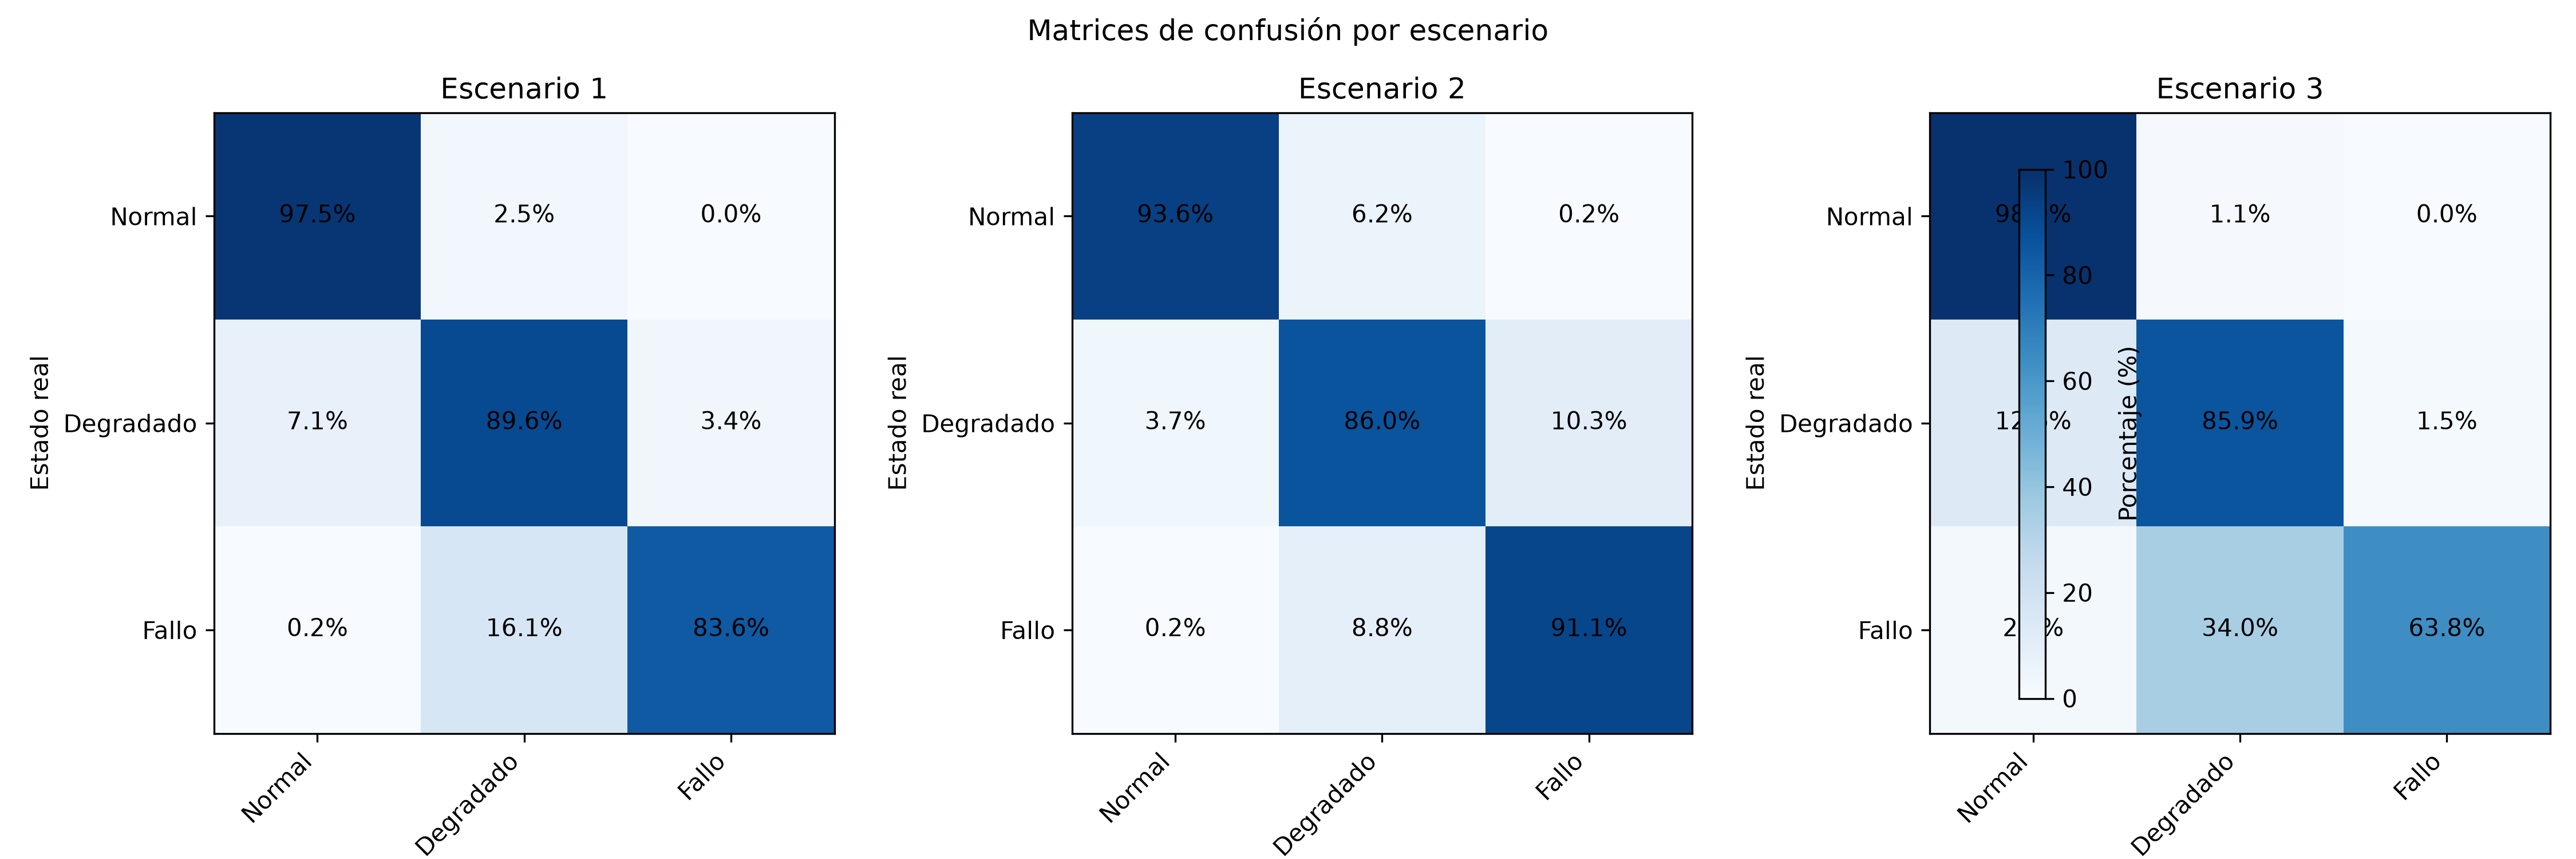 Matrices de confusión por escenario
Escenario 1
Normal 97.5% 2.5% 0.0%
Degradado 7.1% 89.6% 3.4%
Fallo 0.2% 16.1% 83.6%
Estado real
Normal Degradado Fallo
Escenario 2
Normal 93.6% 6.2% 0.2%
Degradado 3.7% 86.0% 10.3%
Fallo 0.2% 8.8% 91.1%
Estado real
Normal Degradado Fallo
Escenario 3
Normal 1.1% 0.0%
Degradado 85.9% 1.5%
Fallo 34.0% 63.8%
Estado real
Normal Degradado Fallo
100
80
60
40
20
0
Porcentaje (%)